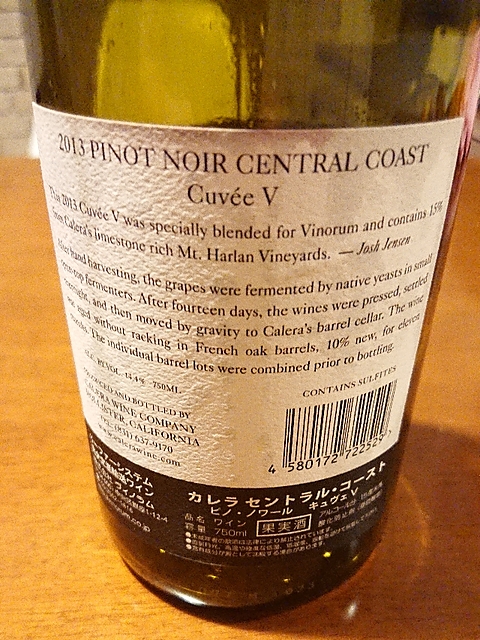 2013 PINOT NOIR CENTRAL COAST
Cuvée V
This 2013 Cuvée V was specially blended for Vinorum and contains 15%
from Calera's limestone rich Mt. Harlan Vineyards. — Josh Jensen
After hand harvesting, the grapes were fermented by native yeasts in small
open-top fermenters. After fourteen days, the wines were pressed, settled
overnight, and then moved by gravity to Calera's barrel cellar. The wine
was aged without racking in French oak barrels, 10% new, for eleven
months. The individual barrel lots were combined prior to bottling.
ALC. BY VOL. 14.4% 750ML
CONTAINS SULFITES
PRODUCED AND BOTTLED BY
CALERA WINE COMPANY
HOLLISTER, CALIFORNIA
(831) 637-9170
www.calerawine.com
4 580172 722529
カレラ セントラル・コースト
ピノ・ノワール キュヴェ V
品名 ワイン
容量 750ml
果実酒